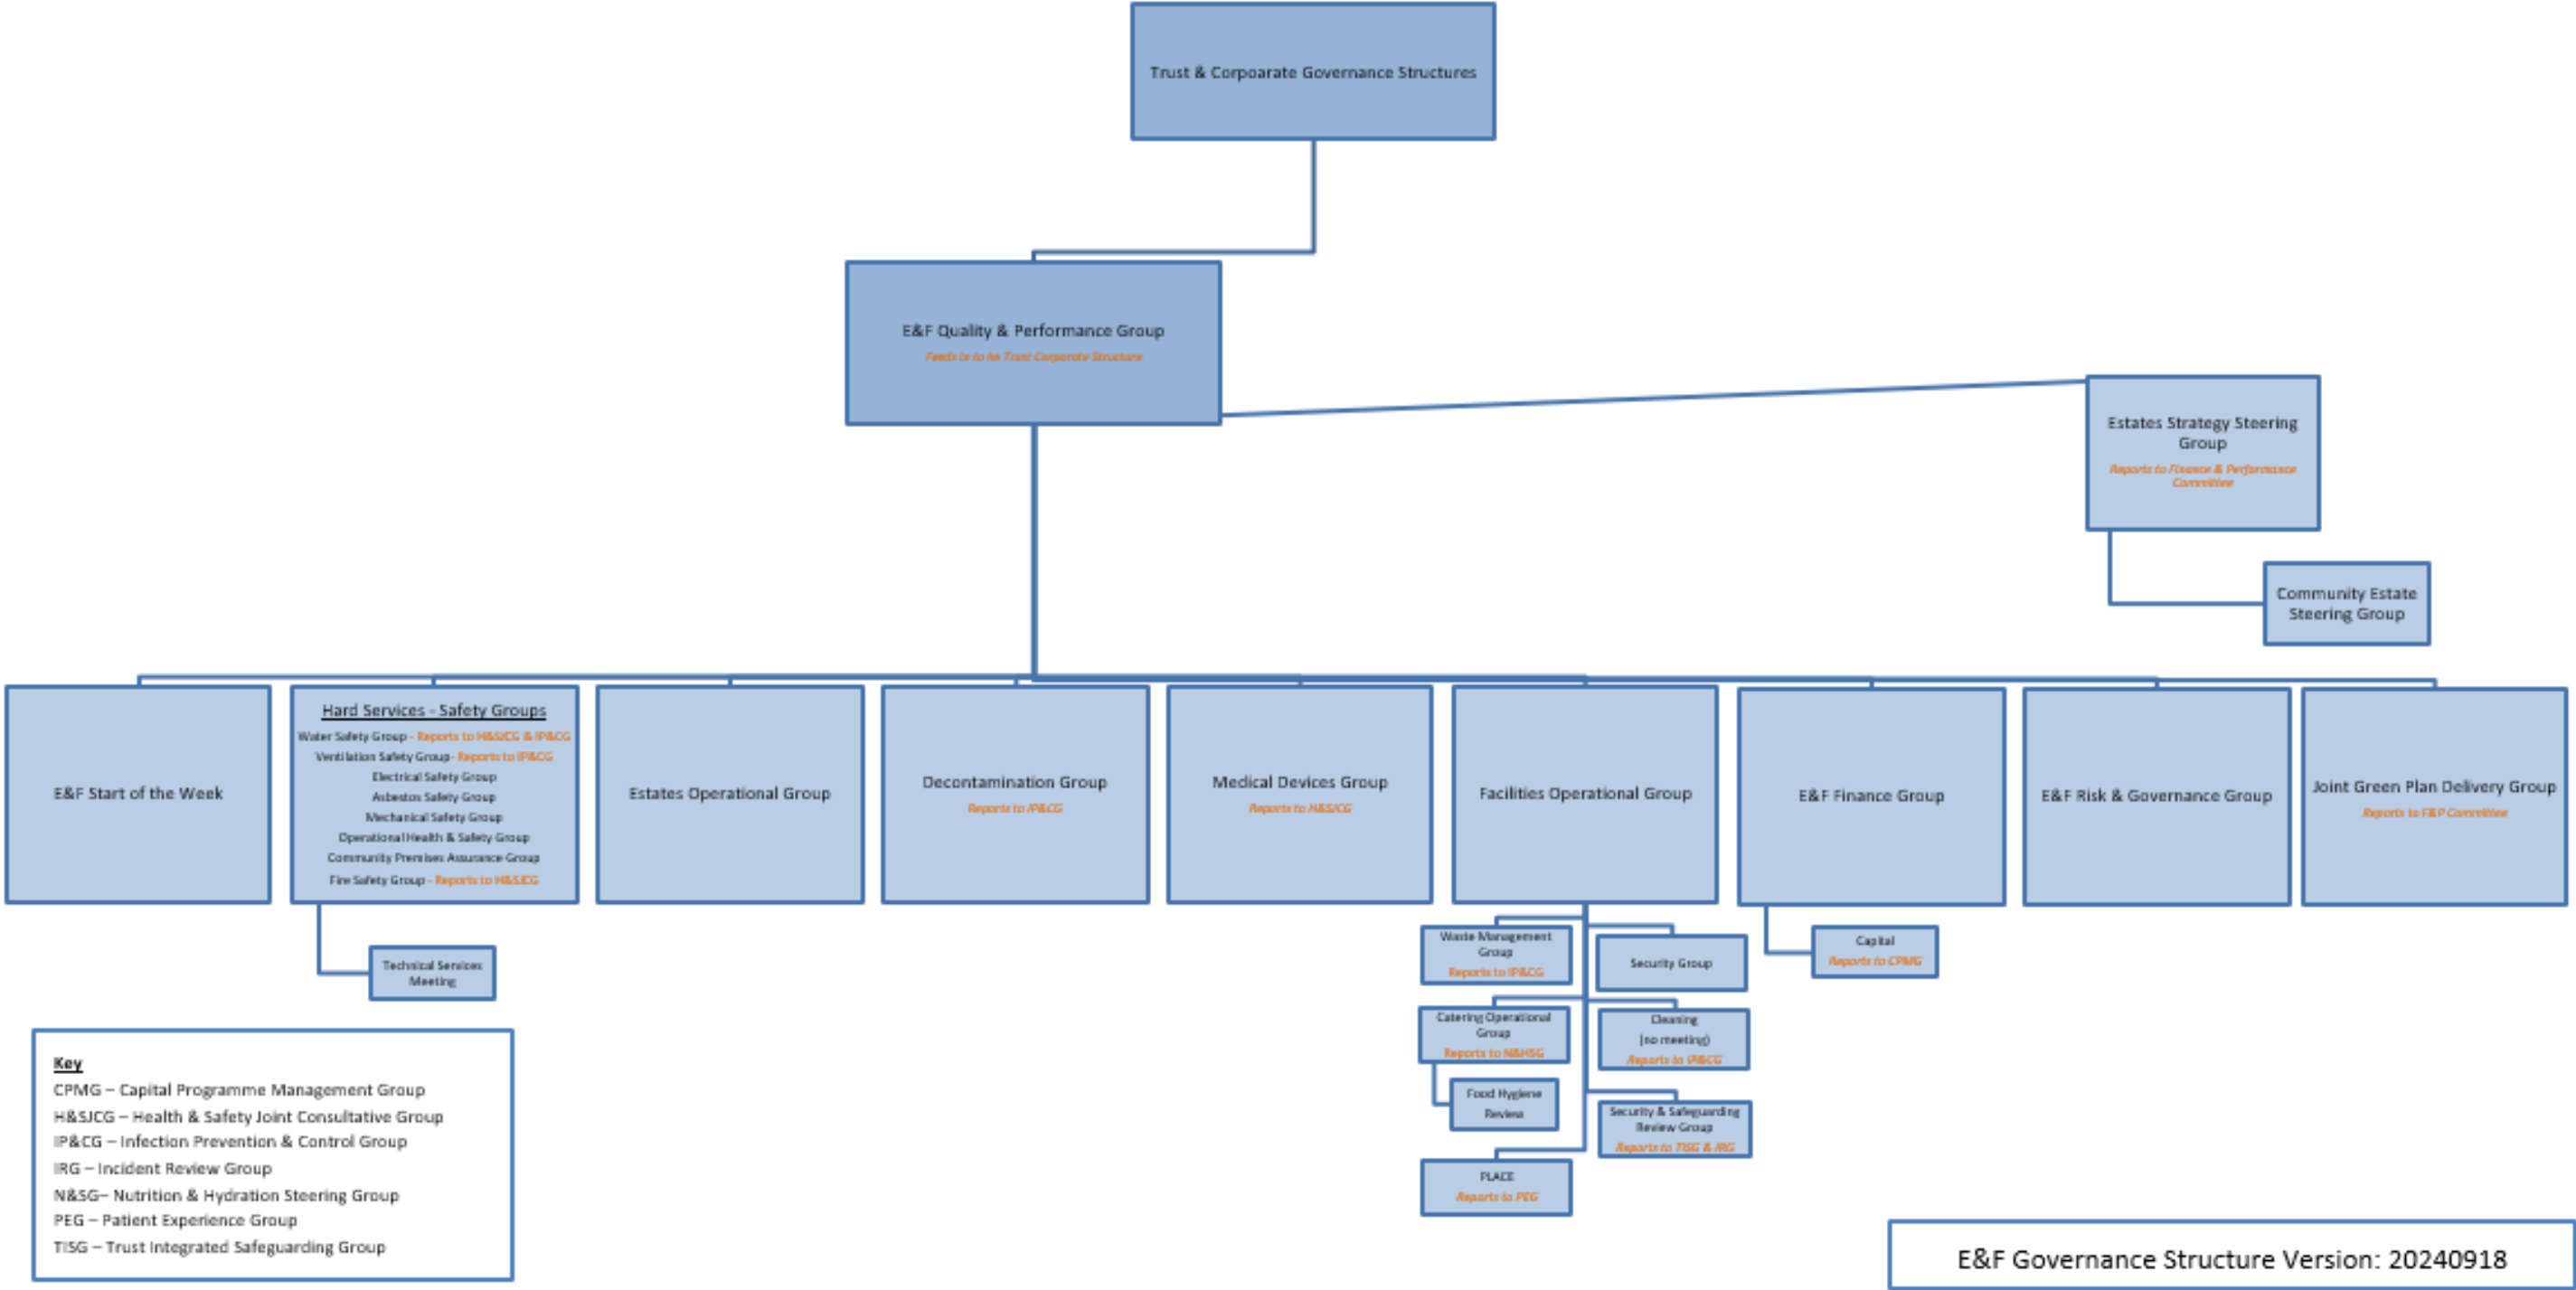 Trust & Corpoarate Governance Structures
E&F Quality & Performance Group
Feeds in to he Trust Corporate Structure
Estates Strategy Steering
Group
Reports to Finance & Performance
Committee
Community Estate
Steering Group
E&F Start of the Week
Hard Services - Safety Groups
Water Safety Group - Reports to H&SJCG & IP&CG
Ventilation Safety Group- Reports to IP&CG
Electrical Safety Group
Asbestos Safety Group
Mechanical Safety Group
Operational Health & Safety Group
Community Premises Assurance Group
Fire Safety Group - Reports to H&SJCG
Estates Operational Group
Decontamination Group
Reports to IP&CG
Medical Devices Group
Reports to H&SJCG
Facilities Operational Group
E&F Finance Group
E&F Risk & Governance Group
Joint Green Plan Delivery Group
Reports to F&P Committee
Technical Services
Meeting
Waste Management
Group
Reports to IP&CG
Security Group
Capital
Reports to CPMG
Catering Operational
Group
Reports to N&HSG
Cleaning
(no meeting)
Reports to IP&CG
Food Hygiene
Review
Security & Safeguarding
Review Group
Reports to TISG & IRG
PLACE
Reports to PEG
Key
CPMG – Capital Programme Management Group
H&SJCG – Health & Safety Joint Consultative Group
IP&CG – Infection Prevention & Control Group
IRG – Incident Review Group
N&SG– Nutrition & Hydration Steering Group
PEG – Patient Experience Group
TISG – Trust Integrated Safeguarding Group
E&F Governance Structure Version: 20240918